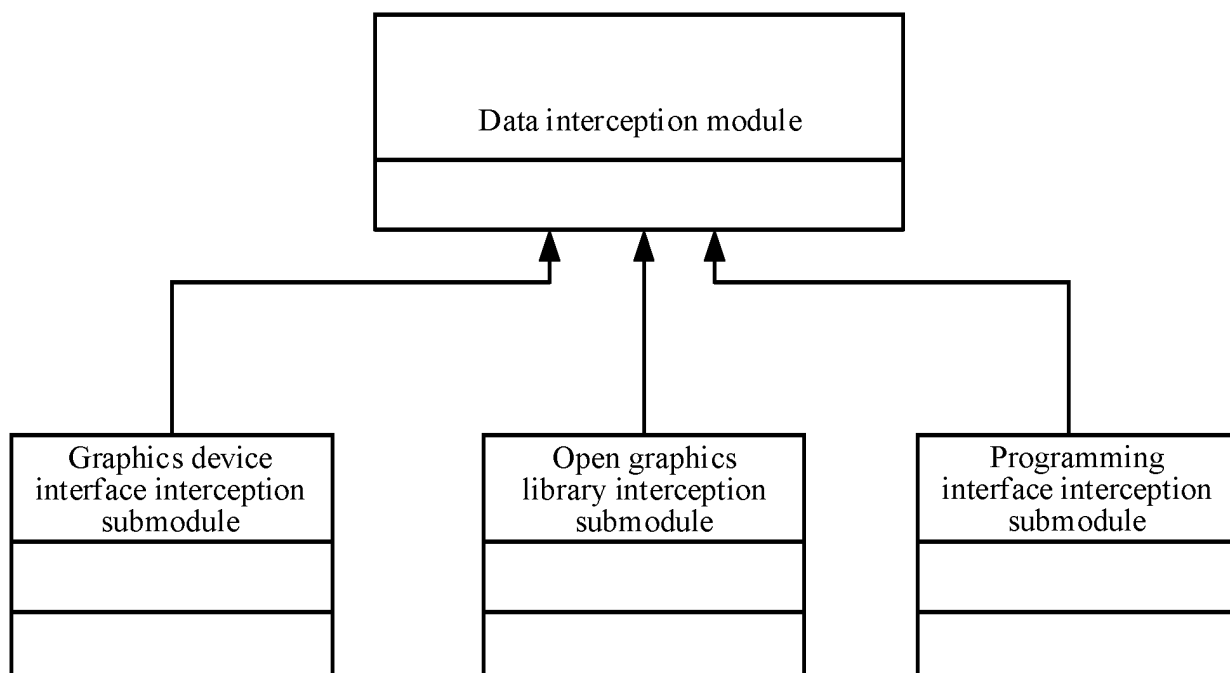 Data interception module
Graphics device
interface interception
submodule
Open graphics
library interception
submodule
Programming
interface interception
submodule